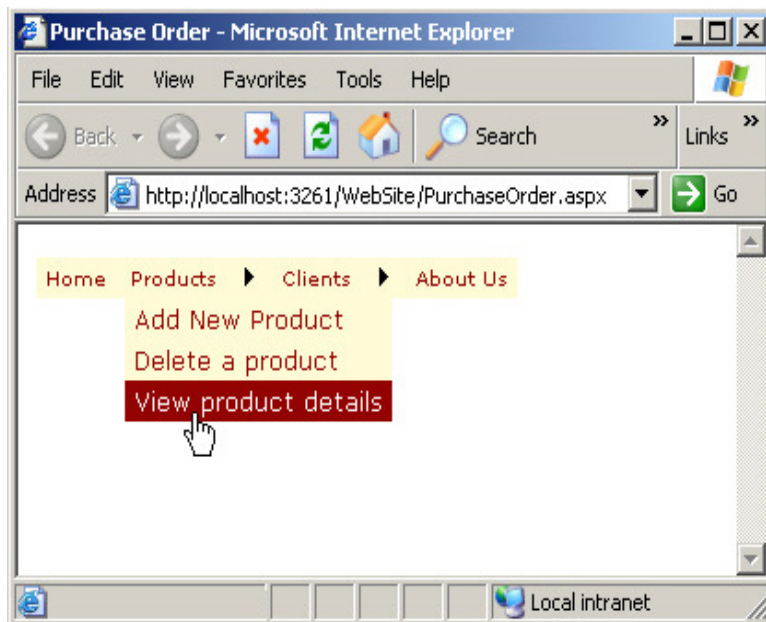 Purchase Order - Microsoft Internet Explorer
File Edit View Favorites Tools Help
Back Search » Links »
Address http://localhost:3261/WebSite/PurchaseOrder.aspx Go
Home Products Clients About Us
Add New Product
Delete a product
View product details
Local intranet